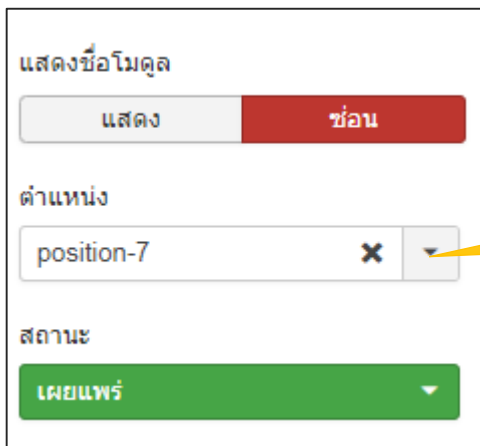 แสดงชื่อโมดูล
แสดง ซ่อน
ตำแหน่ง
position-7
สถานะ
เผยแพร่